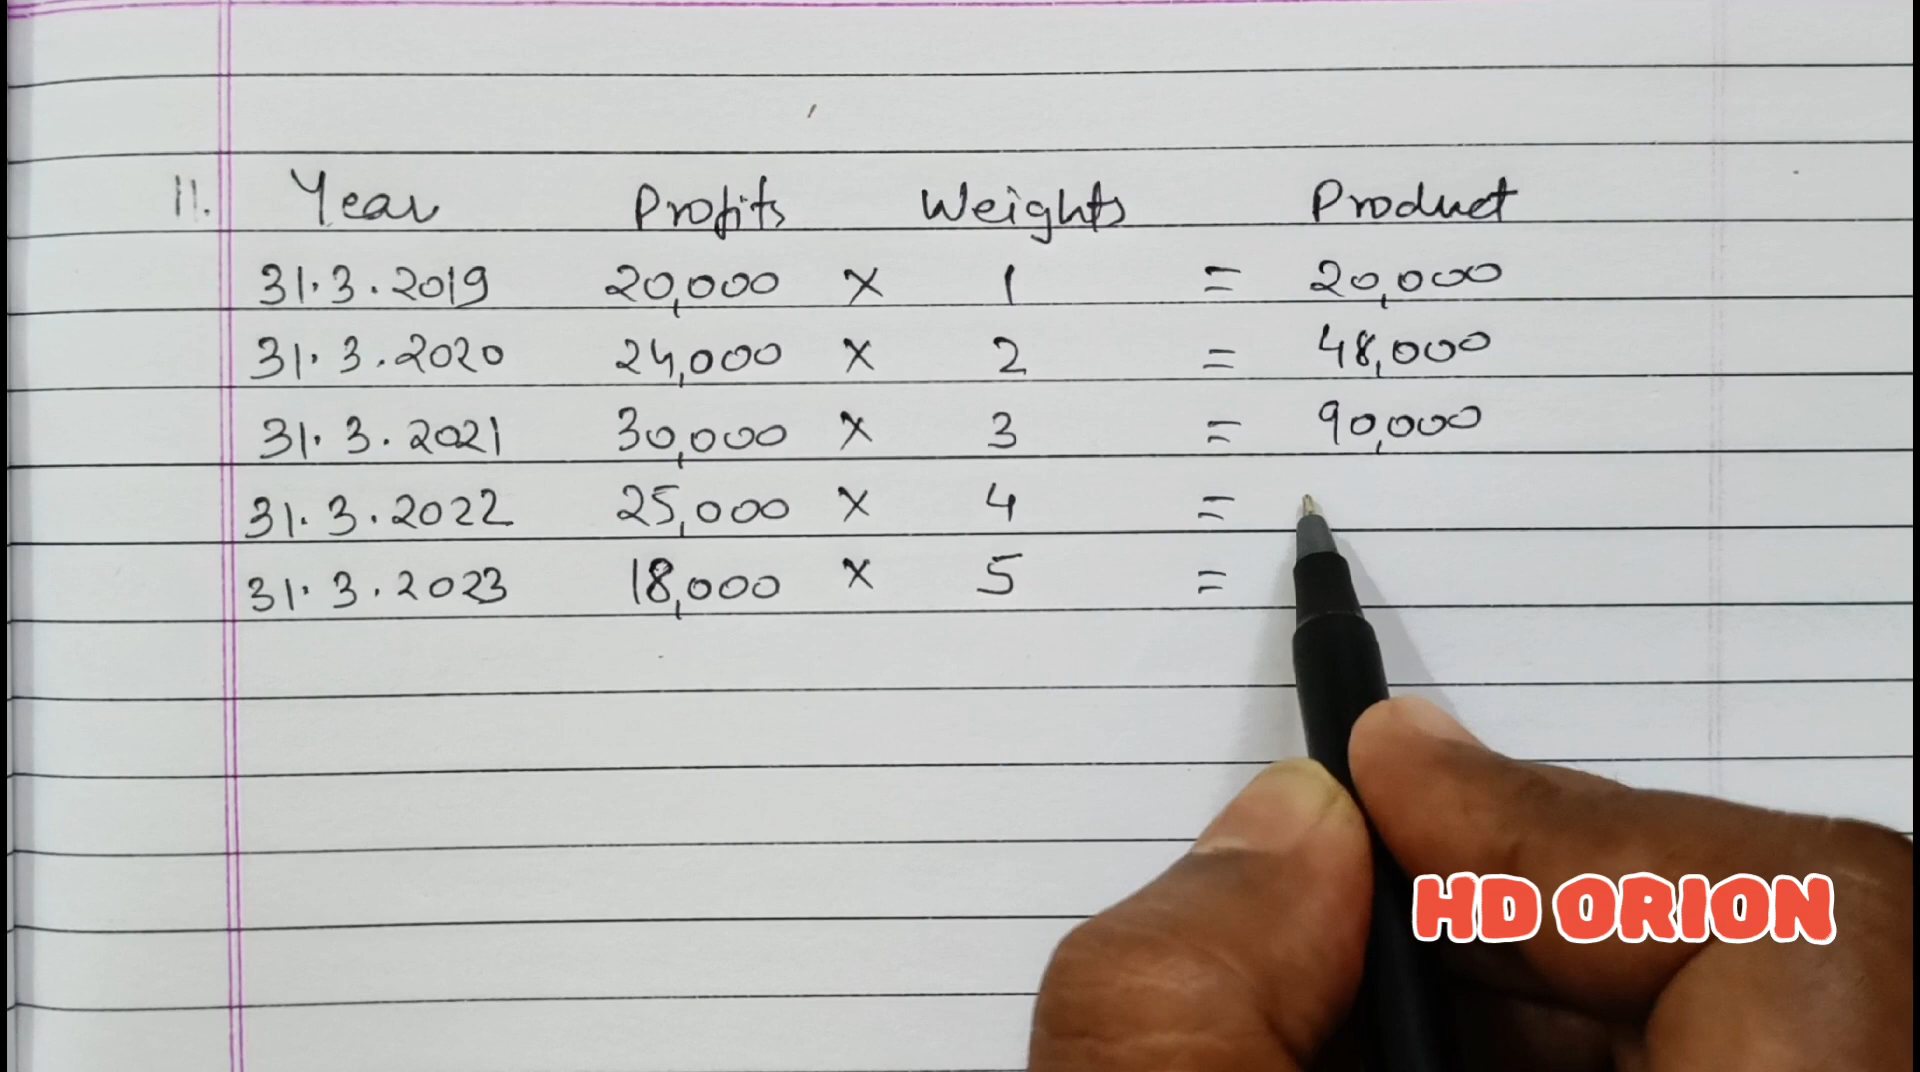 11. Year Profits Weights Product
31.3.2019 20,000 × 1 = 20,000
31.3.2020 24,000 × 2 = 48,000
31.3.2021 30,000 × 3 = 90,000
31.3.2022 25,000 × 4 =
31.3.2023 18,000 × 5 =
HD ORION